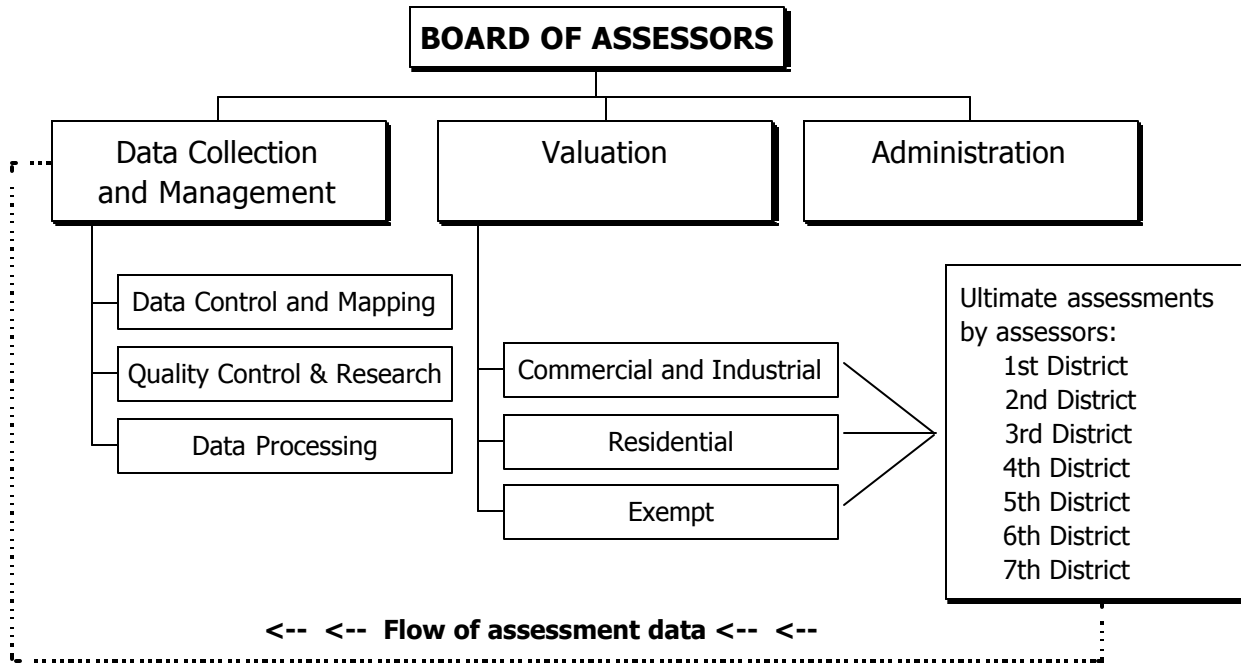 BOARD OF ASSESSORS
Data Collection
and Management
Valuation
Administration
Data Control and Mapping
Quality Control & Research
Data Processing
Commercial and Industrial
Residential
Exempt
Ultimate assessments
by assessors:
1st District
2nd District
3rd District
4th District
5th District
6th District
7th District
<-- <-- Flow of assessment data <-- <--